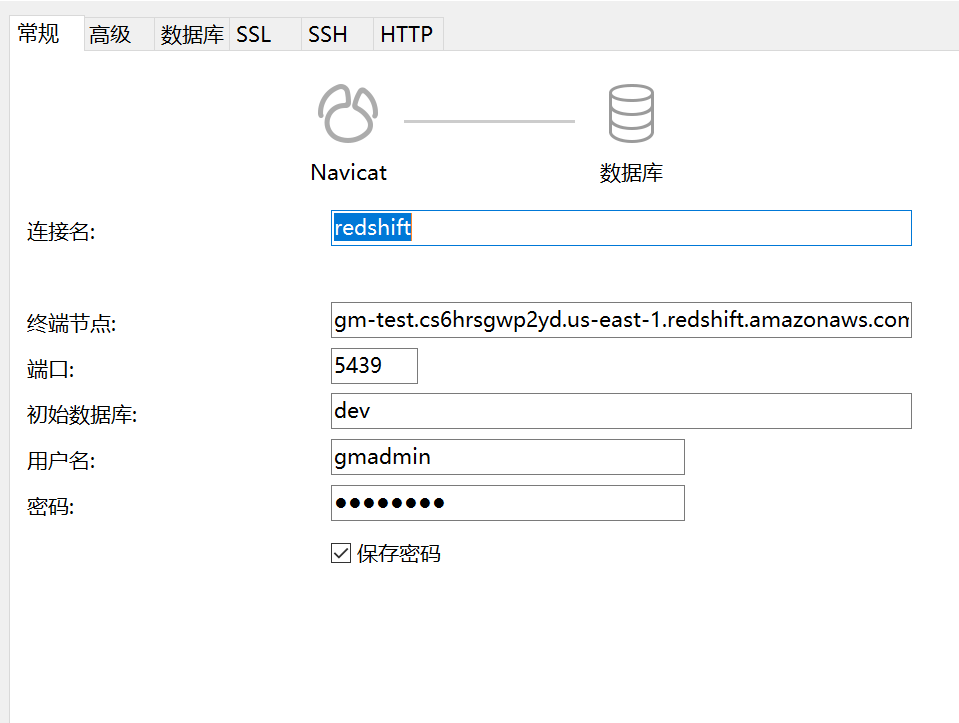 常规 高级 数据库 SSL SSH HTTP
Navicat 数据库
连接名: redshift
终端节点: gm-test.cs6hrsgwp2yd.us-east-1.redshift.amazonaws.com
端口: 5439
初始数据库: dev
用户名: gmadmin
密码: ●●●●●●●●
保存密码